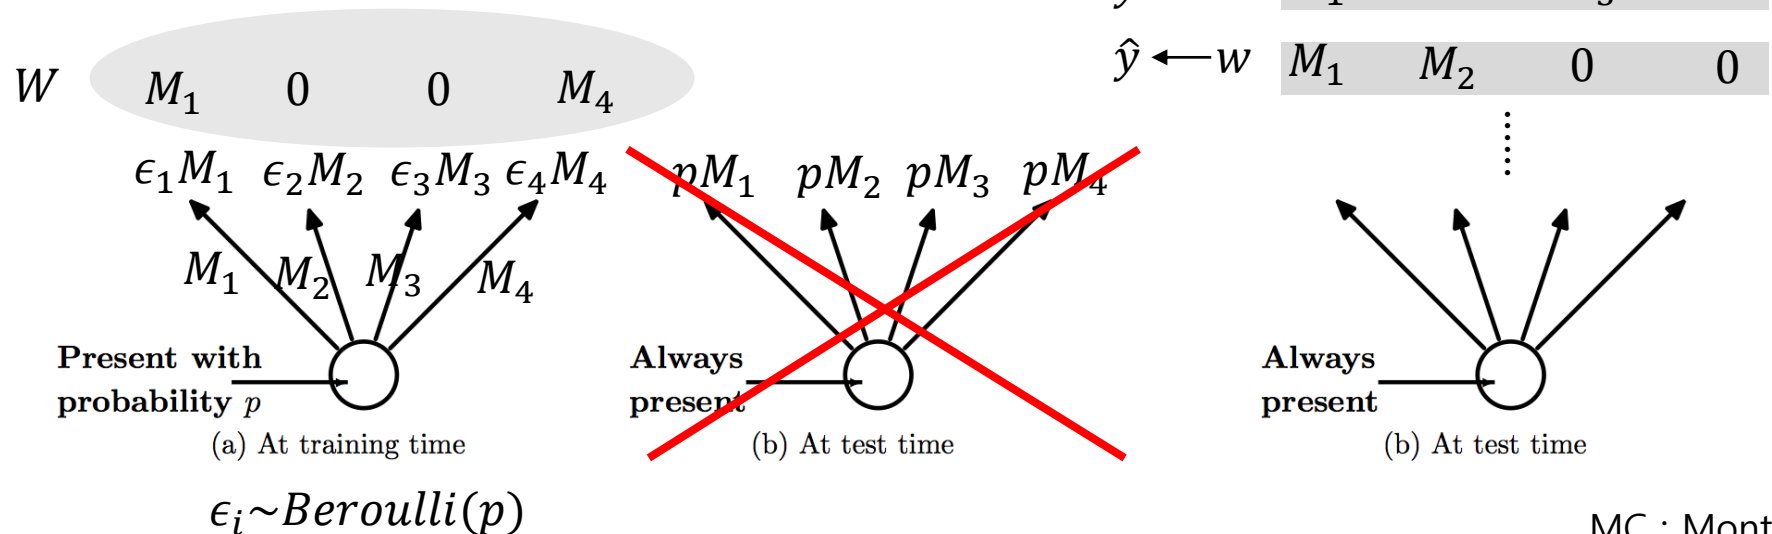 W M₁ 0 0 M₄
ϵ₁M₁ ϵ₂M₂ ϵ₃M₃ ϵ₄M₄
M₁ M₂ M₃ M₄
Present with
probability p
(a) At training time
ϵᵢ~Beroulli(p)
pM₁ pM₂ pM₃ pM₄
Always
present
(b) At test time
ŷ ← w M₁ M₂ 0 0
Always
present
(b) At test time
MC :